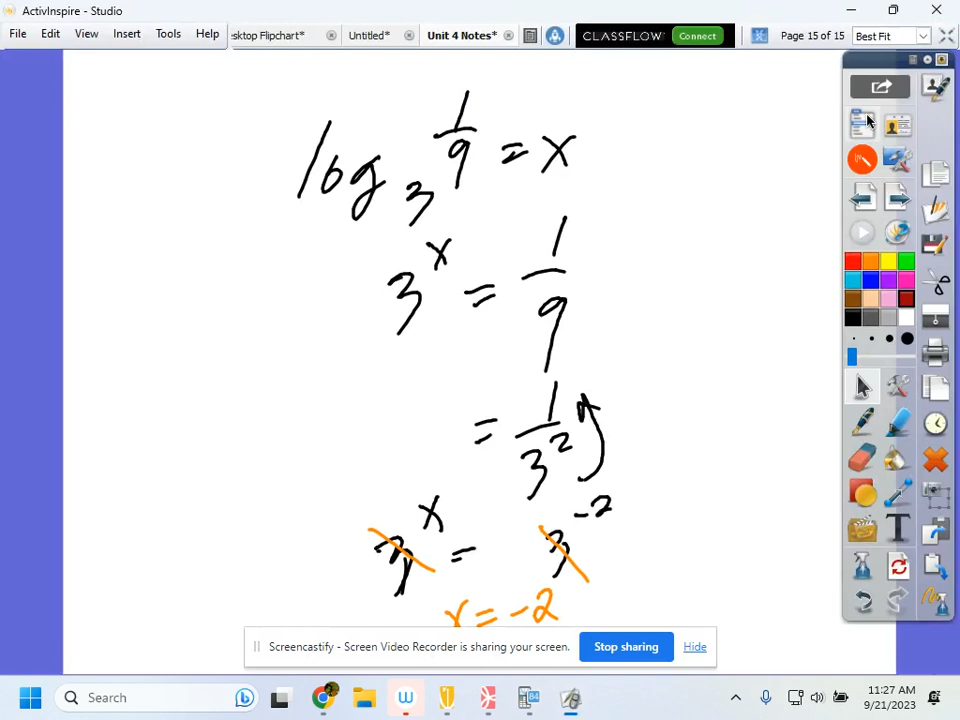 ActivInspire - Studio
File Edit View Insert Tools Help
sktop Flipchart* Untitled* Unit 4 Notes* CLASSFLOW Connect Page 15 of 15 Best Fit
log₃ 1/9 = x
3^x = 1/9
= 1/3²
3^x = 3^-2
x = -2
T
Screencastify - Screen Video Recorder is sharing your screen. Stop sharing Hide
Search
11:27 AM
9/21/2023